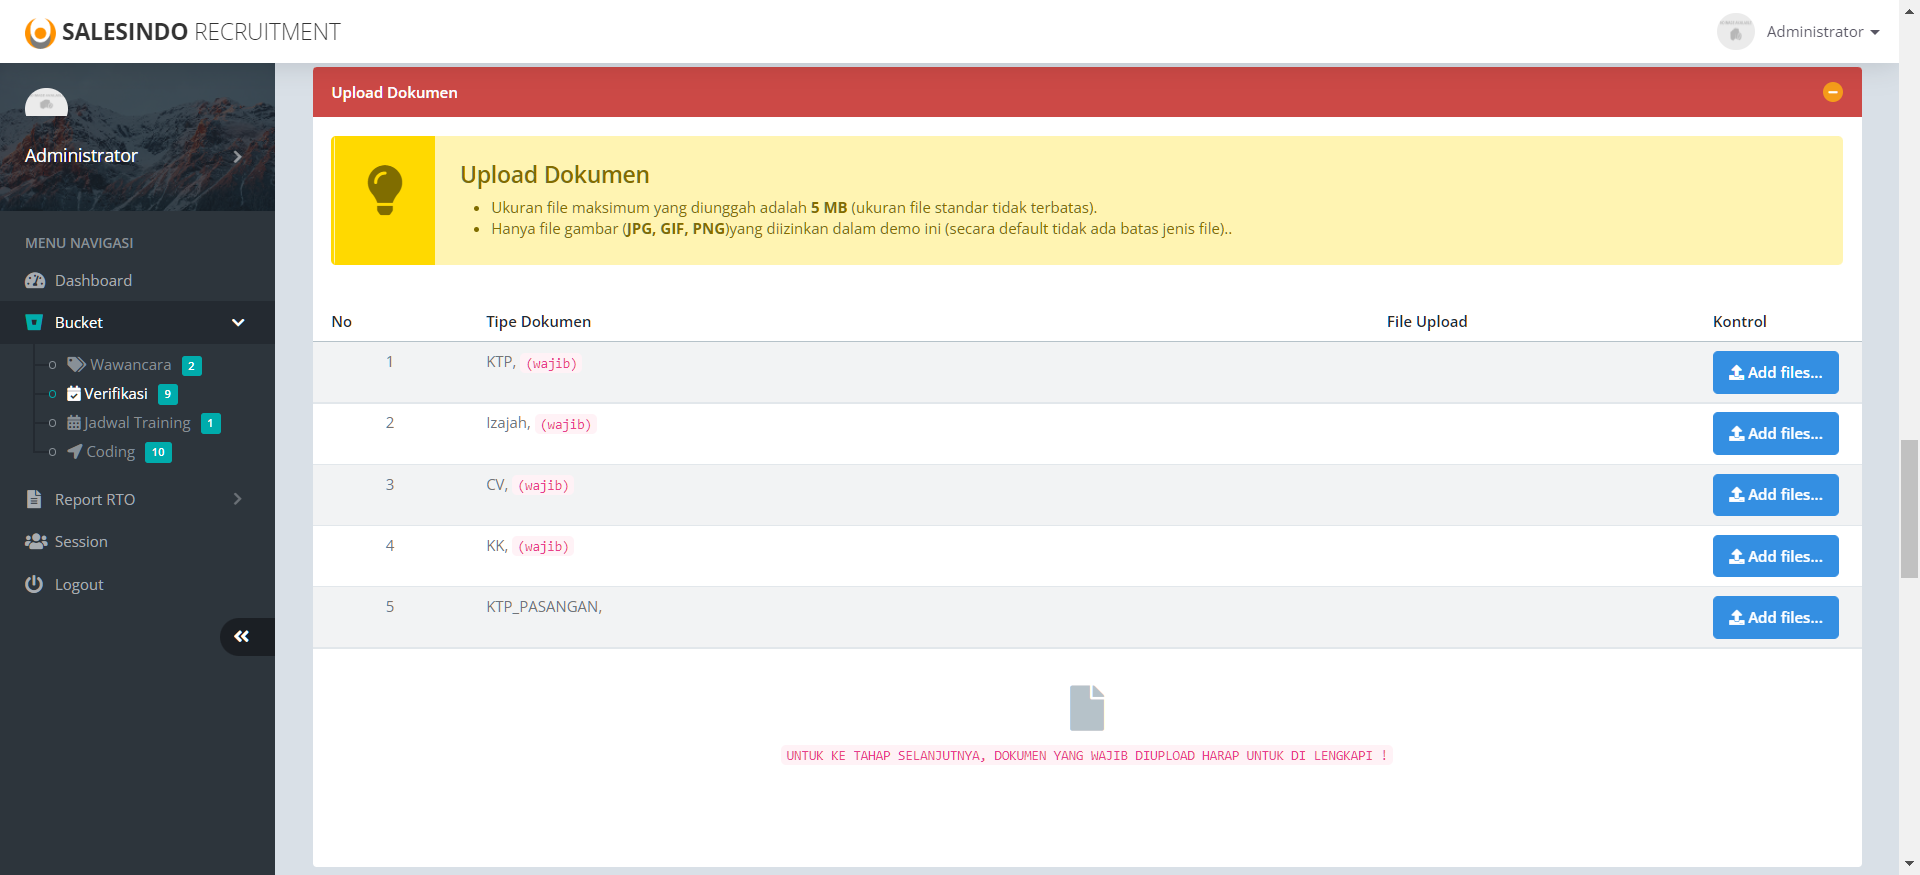 SALESINDO RECRUITMENT
Administrator
Administrator
MENU NAVIGASI
Dashboard
Bucket
Wawancara 2
Verifikasi 9
Jadwal Training 1
Coding 10
Report RTO
Session
Logout
Upload Dokumen
Upload Dokumen
Ukuran file maksimum yang diunggah adalah 5 MB (ukuran file standar tidak terbatas).
Hanya file gambar (JPG, GIF, PNG)yang diizinkan dalam demo ini (secara default tidak ada batas jenis file)..
No Tipe Dokumen File Upload Kontrol
1 KTP, (wajib) Add files...
2 Izajah, (wajib) Add files...
3 CV, (wajib) Add files...
4 KK, (wajib) Add files...
5 KTP_PASANGAN, Add files...
UNTUK KE TAHAP SELANJUTNYA, DOKUMEN YANG WAJIB DIUPLOAD HARAP UNTUK DI LENGKAPI !